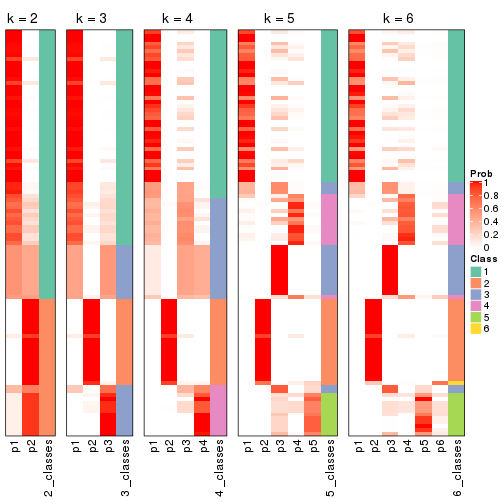 k = 2
k = 3
k = 4
k = 5
k = 6
Prob
1
0.8
0.6
0.4
0.2
0
Class
1
2
3
4
5
6
p1
p2
2_classes
p1
p2
p3
3_classes
p1
p2
p3
p4
4_classes
p1
p2
p3
p4
p5
5_classes
p1
p2
p3
p4
p5
p6
6_classes